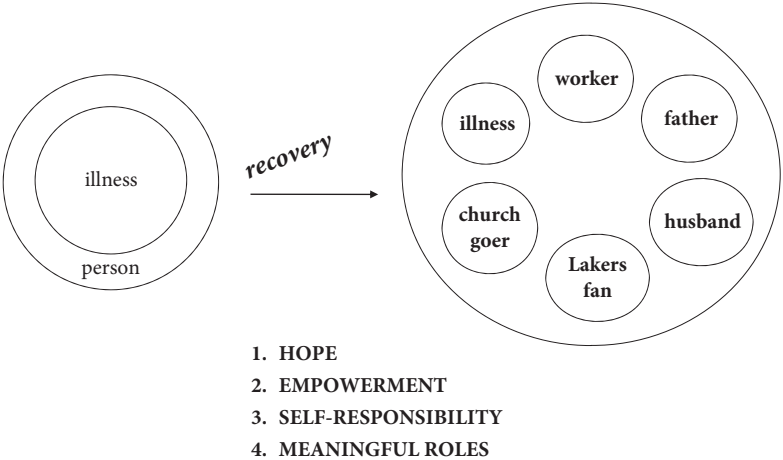 illness
person
recovery
worker
illness
father
church
goer
husband
Lakers
fan
1. HOPE
2. EMPOWERMENT
3. SELF-RESPONSIBILITY
4. MEANINGFUL ROLES